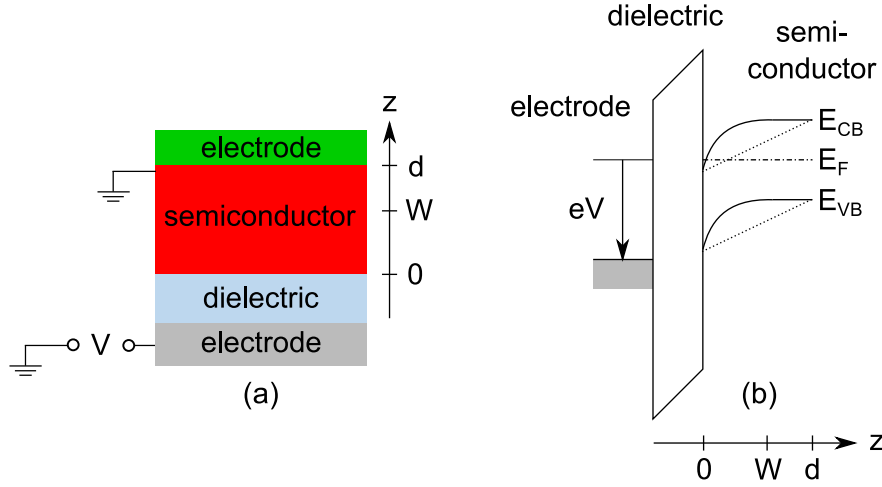 electrode
semiconductor
dielectric
electrode
V
z
d
W
0
(a)
dielectric
semi-
conductor
electrode
E_CB
E_F
E_VB
eV
(b)
z
0 W d